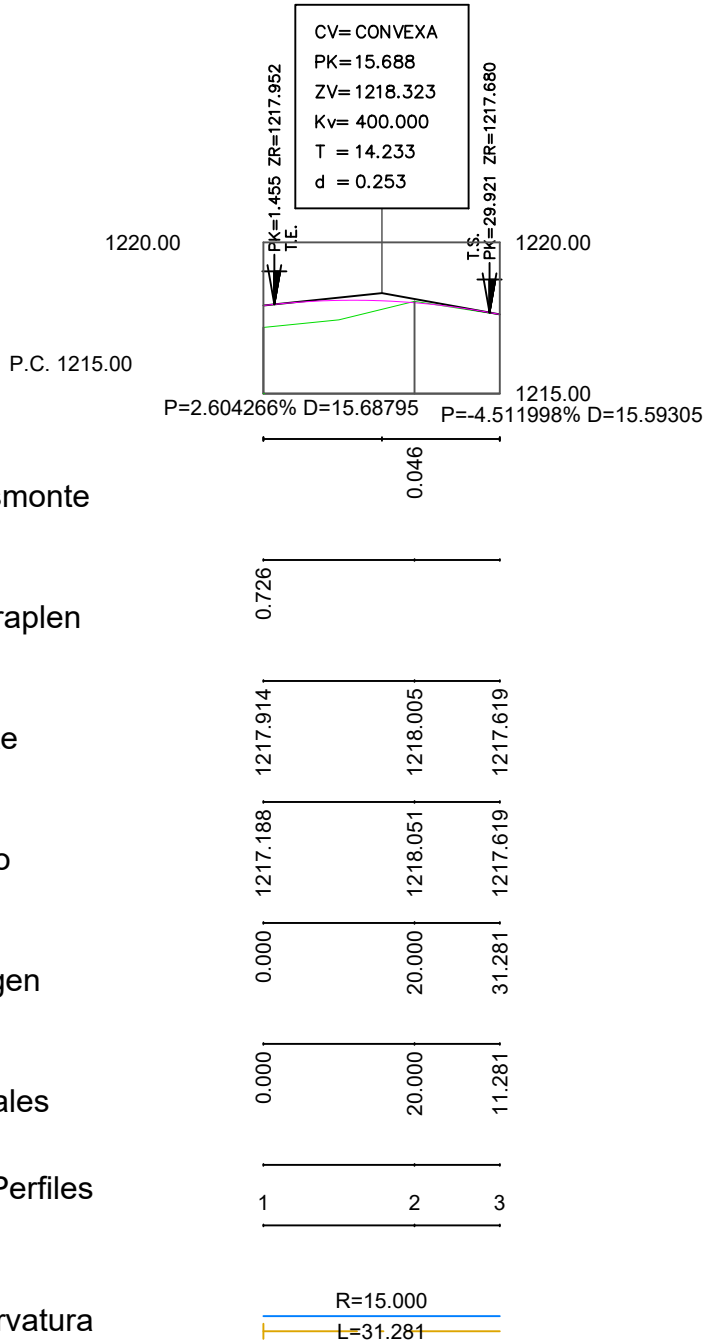 CV= CONVEXA
PK=15.688
ZV=1218.323
Kv= 400.000
T = 14.233
d = 0.253
PK=1.455 ZR=1217.952
T.E.
PK=29.921 ZR=1217.680
T.S.
1220.00
1220.00
P.C. 1215.00
1215.00
P=2.604266% D=15.68795
P=-4.511998% D=15.59305
smonte
0.046
raplen
0.726
e
1217.914
1218.005
1217.619
o
1217.188
1218.051
1217.619
gen
0.000
20.000
31.281
ales
0.000
20.000
11.281
Perfiles
1 2 3
rvatura
R=15.000
L=31.281